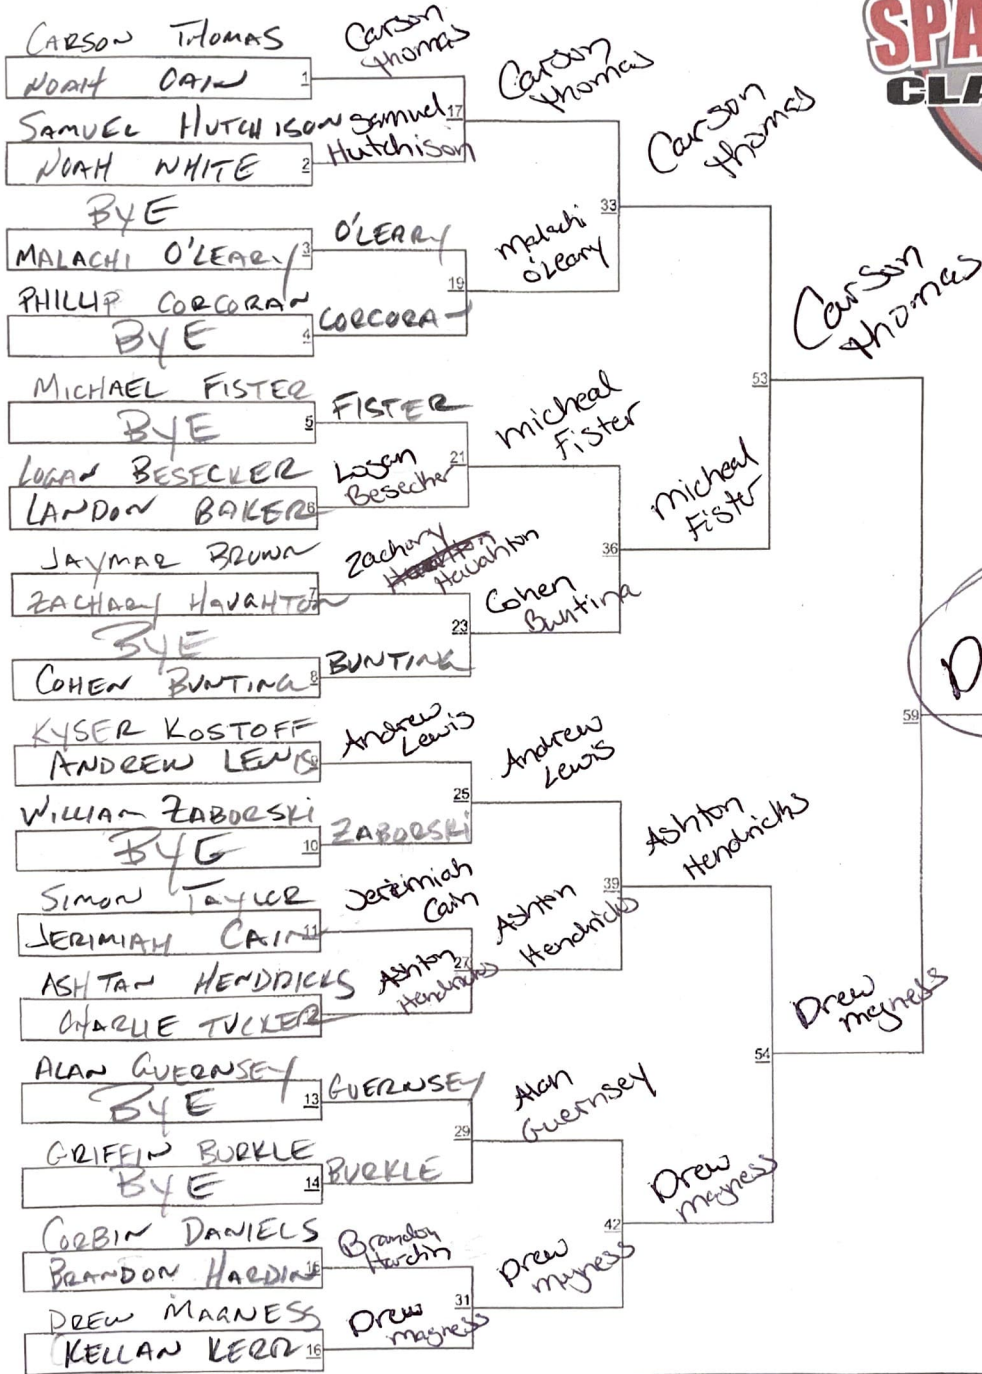 SPA
CLA
CARSON THOMAS
NOAH CAIN
1
SAMUEL HUTCHISON
NOAH WHITE
2
BYE
MALACHI O'LEARY
3
PHILLIP CORCORAN
BYE
4
MICHAEL FISTER
BYE
5
LOGAN BESECKER
LANDON BAKER
6
JAYMAR BROWN
ZACHARY HAUGHTON
7
BYE
COHEN BUNTING
8
KYSER KOSTOFF
ANDREW LEWIS
9
WILLIAM ZABORSKI
BYE
10
SIMON TAYLOR
JERIMIAH CAIN
11
ASHTAN HENDRICKS
CHARLIE TUCKER
12
ALAN GUERNSEY
BYE
13
GRIFFIN BURKLE
BYE
14
CORBIN DANIELS
BRANDON HARDIN
15
DREW MAGNESS
KELLAN KERR
16
Carson
thomas
17
Samuel
Hutchison
O'LEARY
19
CORCORAN
FISTER
21
Logan
Besecker
Zachary
Haughton
23
BUNTING
Andrew
Lewis
25
ZABORSKI
Jerimiah
Cain
27
Ashton
Hendricks
GUERNSEY
29
BURKLE
Brandon
Hardin
31
Drew
magness
Carson
thomas
33
Malachi
O'Leary
micheal
Fister
36
Cohen
Bunting
Andrew
Lewis
39
Ashton
Hendricks
Alan
Guernsey
42
Drew
magness
Carson
thomas
53
micheal
Fister
Ashton
Hendricks
54
Drew
magness
Carson
thomas
59
Drew
magness
D